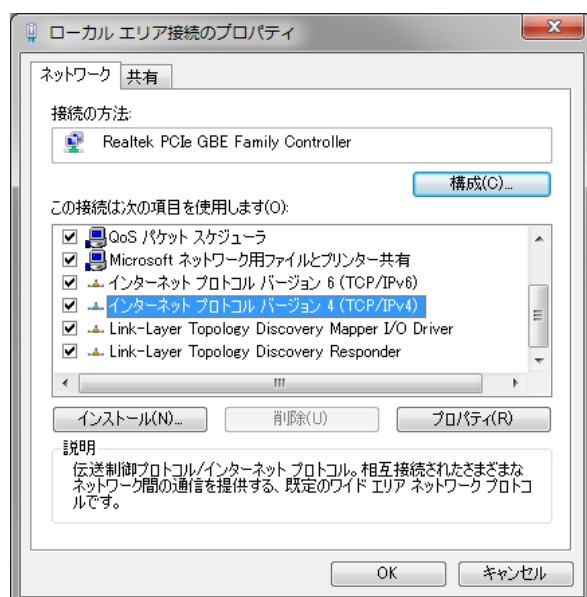 ローカル エリア接続のプロパティ
ネットワーク 共有
接続の方法:
Realtek PCIe GBE Family Controller
構成(C)...
この接続は次の項目を使用します(O):
QoS パケット スケジューラ
Microsoft ネットワーク用ファイルとプリンター共有
インターネット プロトコル バージョン 6 (TCP/IPv6)
インターネット プロトコル バージョン 4 (TCP/IPv4)
Link-Layer Topology Discovery Mapper I/O Driver
Link-Layer Topology Discovery Responder
インストール(N)... 削除(U) プロパティ(R)
説明
伝送制御プロトコル/インターネット プロトコル。相互接続されたさまざまな
ネットワーク間の通信を提供する、既定のワイド エリア ネットワーク プロトコ
ルです。
OK キャンセル